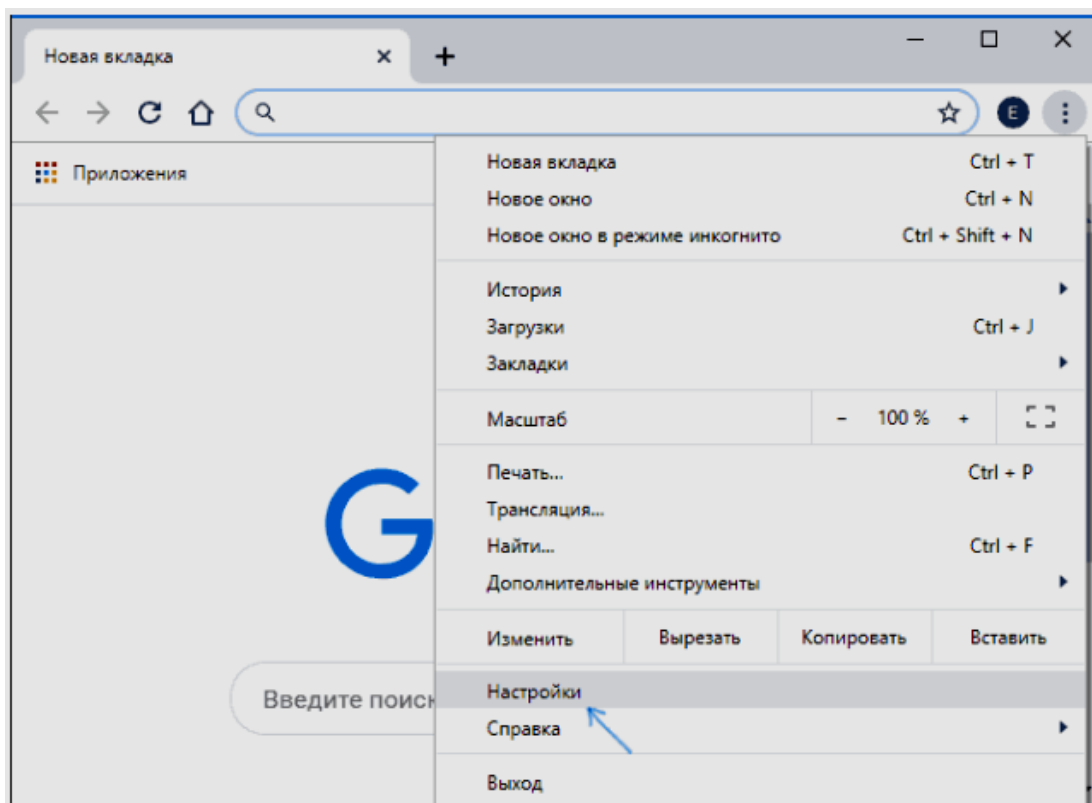 Новая вкладка
E
Приложения
Новая вкладка Ctrl + T
Новое окно Ctrl + N
Новое окно в режиме инкогнито Ctrl + Shift + N
История
Загрузки Ctrl + J
Закладки
Масштаб - 100 % +
Печать... Ctrl + P
Трансляция...
Найти... Ctrl + F
Дополнительные инструменты
Изменить Вырезать Копировать Вставить
G
Настройки
Введите поиск
Справка
Выход